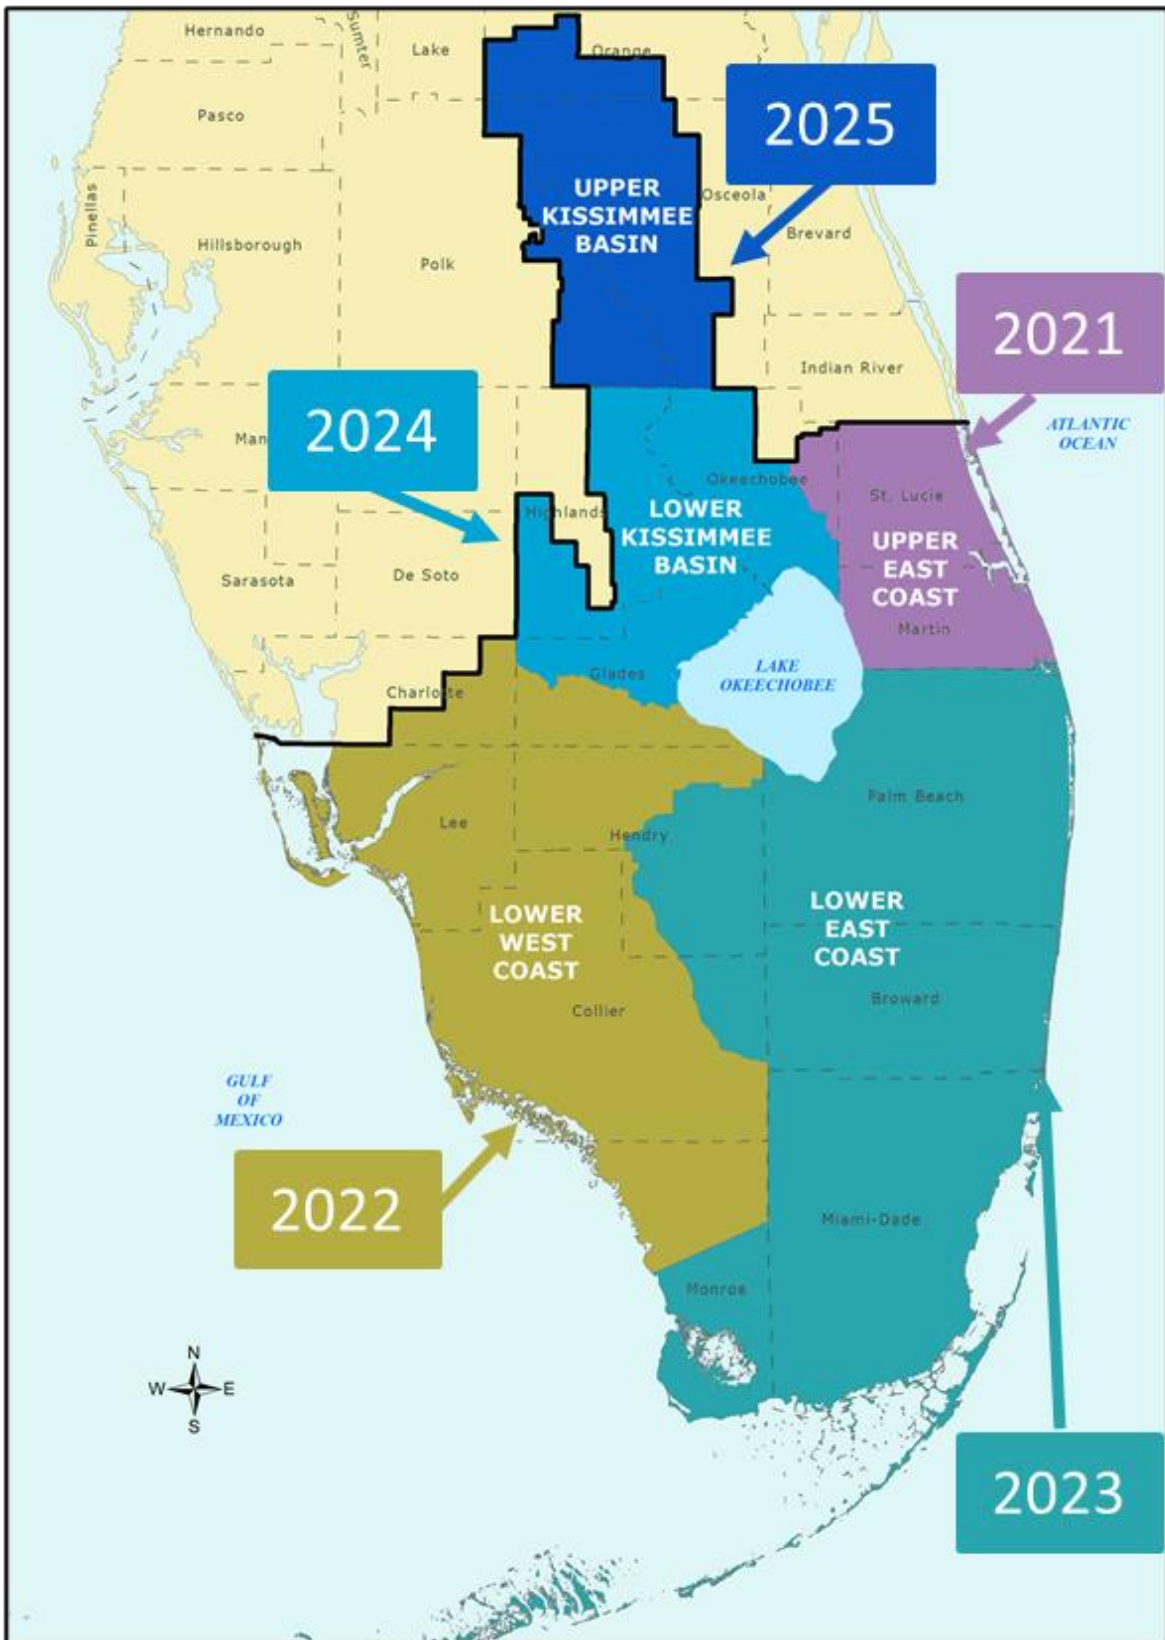 Hernando
Sumter
Lake
Orange
Pasco
2025
Pinellas
UPPER
KISSIMMEE
BASIN
Osceola
Brevard
Hillsborough
Polk
2021
Indian River
2024
Man
ATLANTIC
OCEAN
Okeechobee
St. Lucie
Highlands
LOWER
KISSIMMEE
BASIN
UPPER
EAST
COAST
De Soto
Sarasota
Martin
LAKE
OKEECHOBEE
Glades
Charlotte
Palm Beach
Lee
Hendry
LOWER
WEST
COAST
LOWER
EAST
COAST
Broward
Collier
GULF
OF
MEXICO
2022
Miami-Dade
Monroe
N
W E
S
2023